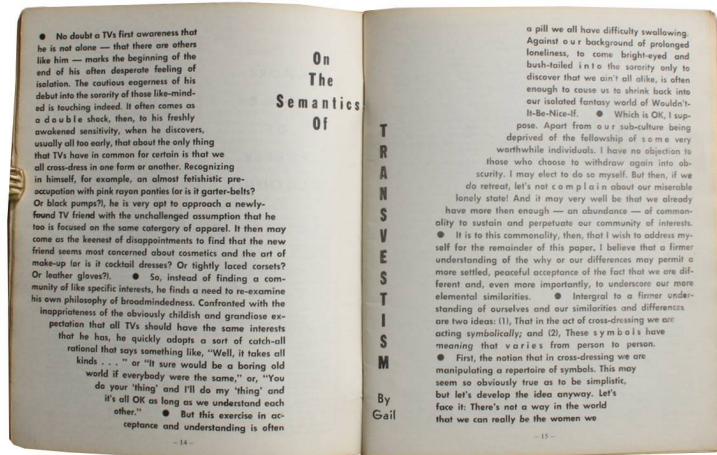 ● No doubt a TVs first awareness that
he is not alone — that there are others
like him — marks the beginning of the
end of his often desperate feeling of
isolation. The cautious eagerness of his
debut into the sorority of those like-mind-
ed is touching indeed. It often comes as
a double shock, then, to his freshly
awakened sensitivity, when he discovers,
usually all too early, that about the only thing
that TVs have in common for certain is that we
all cross-dress in one form or another. Recognizing
in himself, for example, an almost fetishistic pre-
occupation with pink rayon panties (or is it garter-belts?
Or black pumps?), he is very apt to approach a newly-
found TV friend with the unchallenged assumption that he
too is focused on the same catergory of apparel. It then may
come as the keenest of disappointments to find that the new
friend seems most concerned about cosmetics and the art of
make-up (or is it cocktail dresses? Or tightly laced corsets?
Or leather gloves?). ● So, instead of finding a com-
munity of like specific interests, he finds a need to re-examine
his own philosophy of broadmindedness. Confronted with the
inappriateness of the obviously childish and grandiose ex-
pectation that all TVs should have the same interests
that he has, he quickly adopts a sort of catch-all
rational that says something like, "Well, it takes all
kinds . . ." or "It sure would be a boring old
world if everybody were the same," or, "You
do your 'thing' and I'll do my 'thing' and
it's all OK as long as we understand each
other." ● But this exercise in ac-
ceptance and understanding is often
– 14 –
On
The
Semantics
Of
TRANSVESTISM
By
Gail
a pill we all have difficulty swallowing.
Against our background of prolonged
loneliness, to come bright-eyed and
bush-tailed into the sorority only to
discover that we ain't all alike, is often
enough to cause us to shrink back into
our isolated fantasy world of Wouldn't-
It-Be-Nice-If. ● Which is OK, I sup-
pose. Apart from our sub-culture being
deprived of the fellowship of some very
worthwhile individuals. I have no objection to
those who choose to withdraw again into ob-
scurity. I may elect to do so myself. But then, if we
do retreat, let's not complain about our miserable
lonely state! And it may very well be that we already
have more then enough — an abundance — of common-
ality to sustain and perpetuate our community of interests.
● It is to this commonality, then, that I wish to address my-
self for the remainder of this paper. I believe that a firmer
understanding of the why or our differences may permit a
more settled, peaceful acceptance of the fact that we are dif-
ferent and, even more importantly, to underscore our more
elemental similarities. ● Intergral to a firmer under-
standing of ourselves and our similarities and differences
are two ideas: (1), That in the act of cross-dressing we are
acting symbolically; and (2), These symbols have
meaning that varies from person to person.
● First, the notion that in cross-dressing we are
manipulating a repertoire of symbols. This may
seem so obviously true as to be simplistic,
but let's develop the idea anyway. Let's
face it: There's not a way in the world
that we can really be the women we
– 15 –